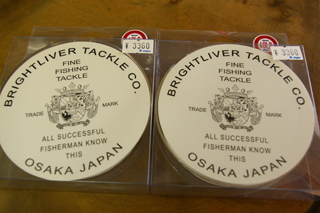 ¥ 3360
BRIGHTLIVER TACKLE CO.
FINE
FISHING
TACKLE
TRADE MARK
ALL SUCCESSFUL
FISHERMAN KNOW
THIS
OSAKA JAPAN
¥ 3360
BRIGHTLIVER TACKLE CO.
FINE
FISHING
TACKLE
TRADE MARK
ALL SUCCESSFUL
FISHERMAN KNOW
THIS
OSAKA JAPAN